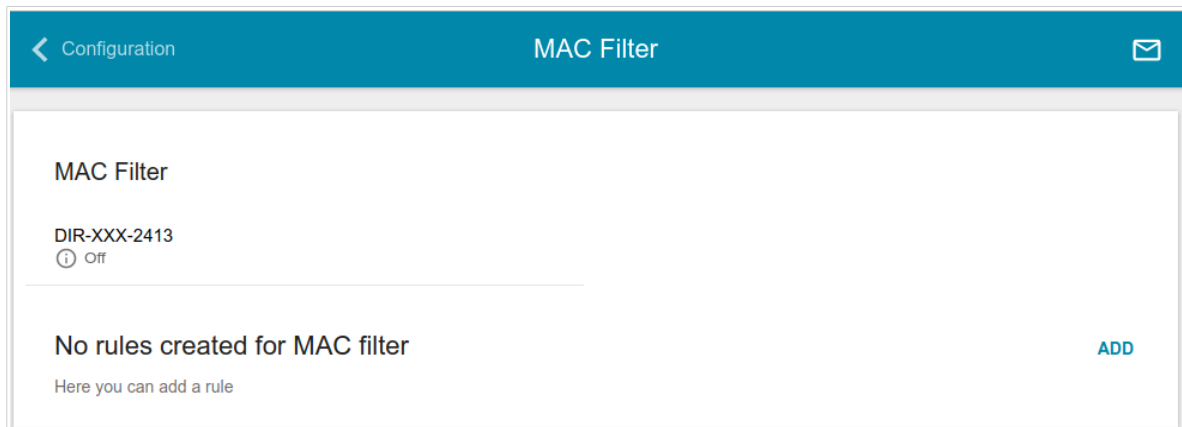 Configuration
MAC Filter
MAC Filter
DIR-XXX-2413
Off
No rules created for MAC filter
ADD
Here you can add a rule